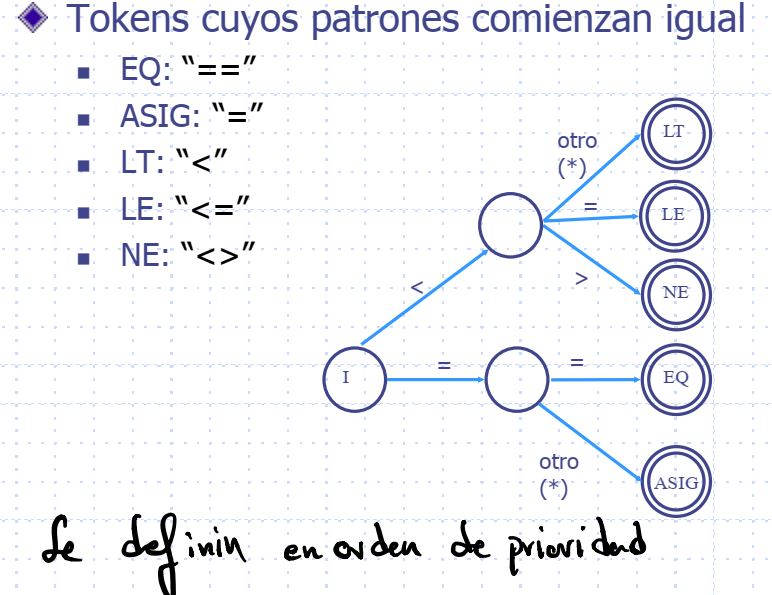 Tokens cuyos patrones comienzan igual
EQ: “==”
ASIG: “=”
LT: “<”
LE: “<=”
NE: “<>”
otro
(*)
LT
=
LE
<
>
NE
I
=
=
EQ
otro
(*)
ASIG
Se definin en orden de prioridad